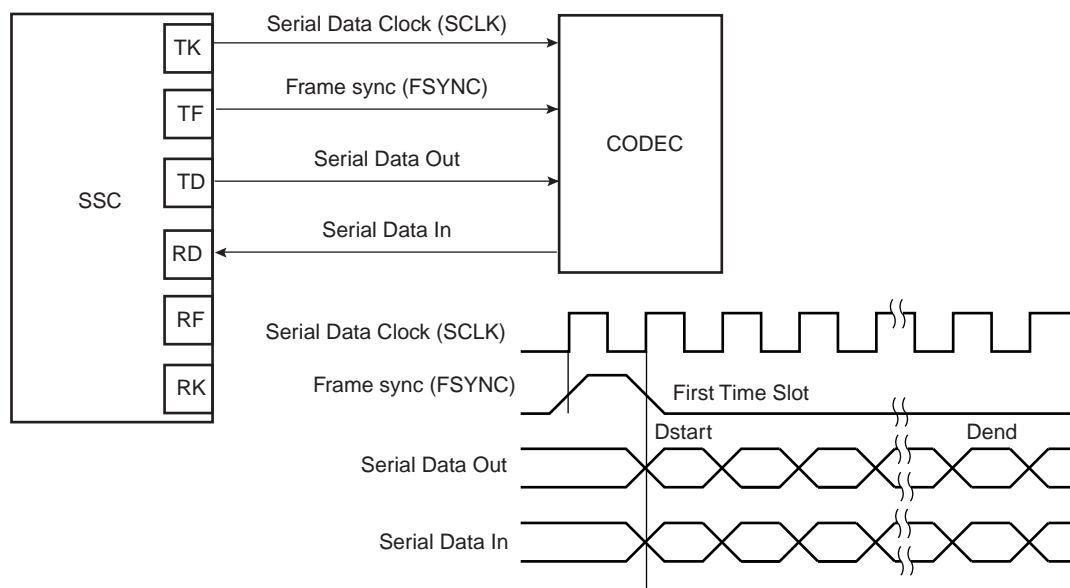 SSC
TK
TF
TD
RD
RF
RK
Serial Data Clock (SCLK)
Frame sync (FSYNC)
Serial Data Out
Serial Data In
CODEC
Serial Data Clock (SCLK)
Frame sync (FSYNC)
First Time Slot
Dstart
Dend
Serial Data Out
Serial Data In